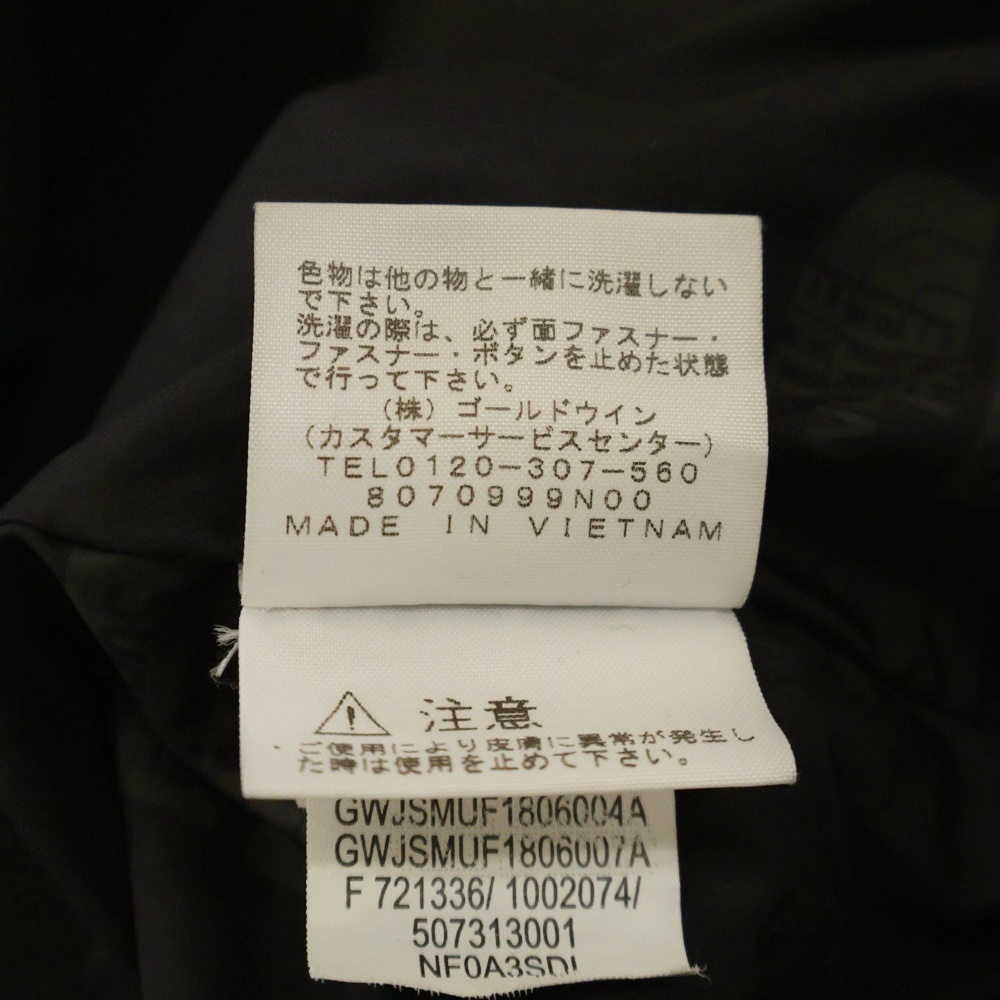 色物は他の物と一緒に洗濯しない
で下さい。
洗濯の際は、必ず面ファスナー・
ファスナー・ボタンを止めた状態
で行って下さい。
（株）ゴールドウイン
（カスタマーサービスセンター）
TEL0120-307-560
8070999N00
MADE IN VIETNAM
注意
・ご使用により皮膚に異常が発生し
た時は使用を止めて下さい。
GWJSMUF1806004A
GWJSMUF1806007A
F 721336/ 1002074/
507313001